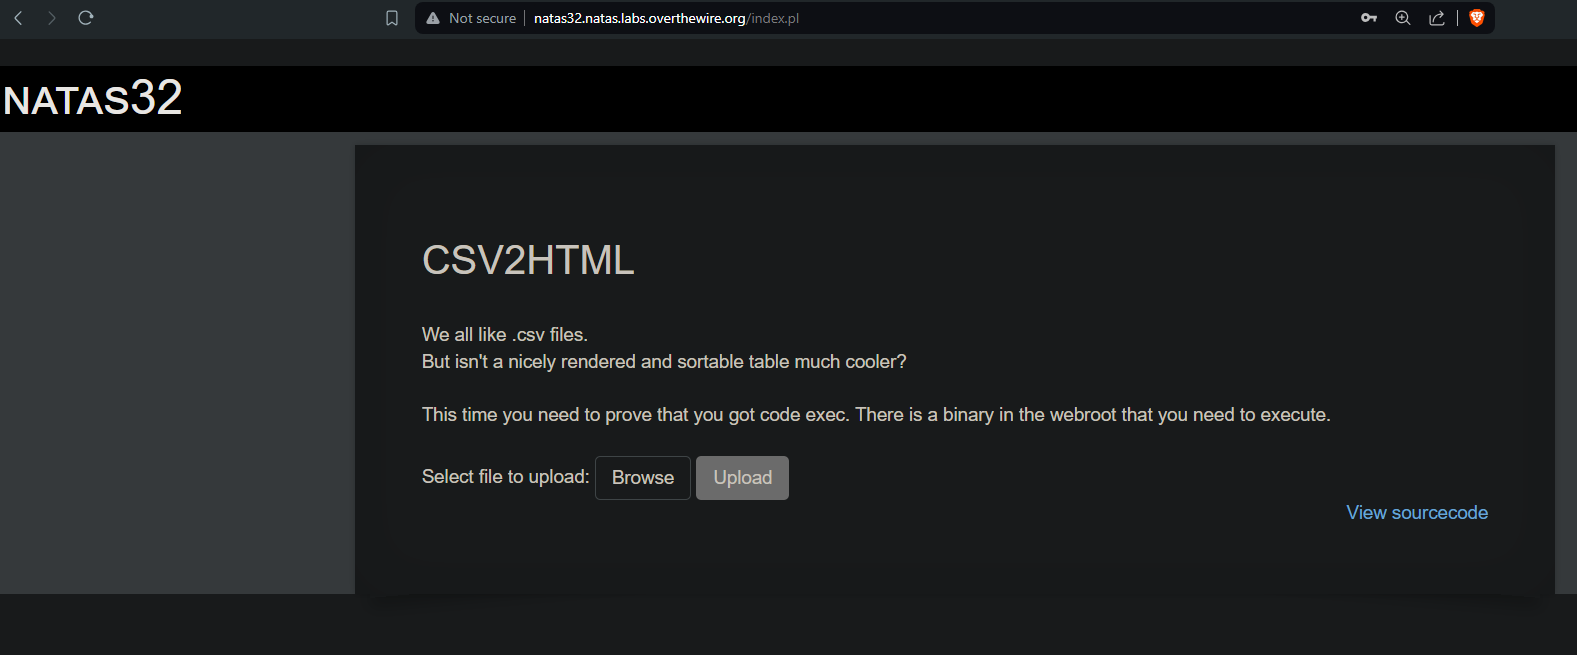 Not secure | natas32.natas.labs.overthewire.org/index.pl
NATAS32
CSV2HTML
We all like .csv files.
But isn't a nicely rendered and sortable table much cooler?
This time you need to prove that you got code exec. There is a binary in the webroot that you need to execute.
Select file to upload: Browse Upload
View sourcecode